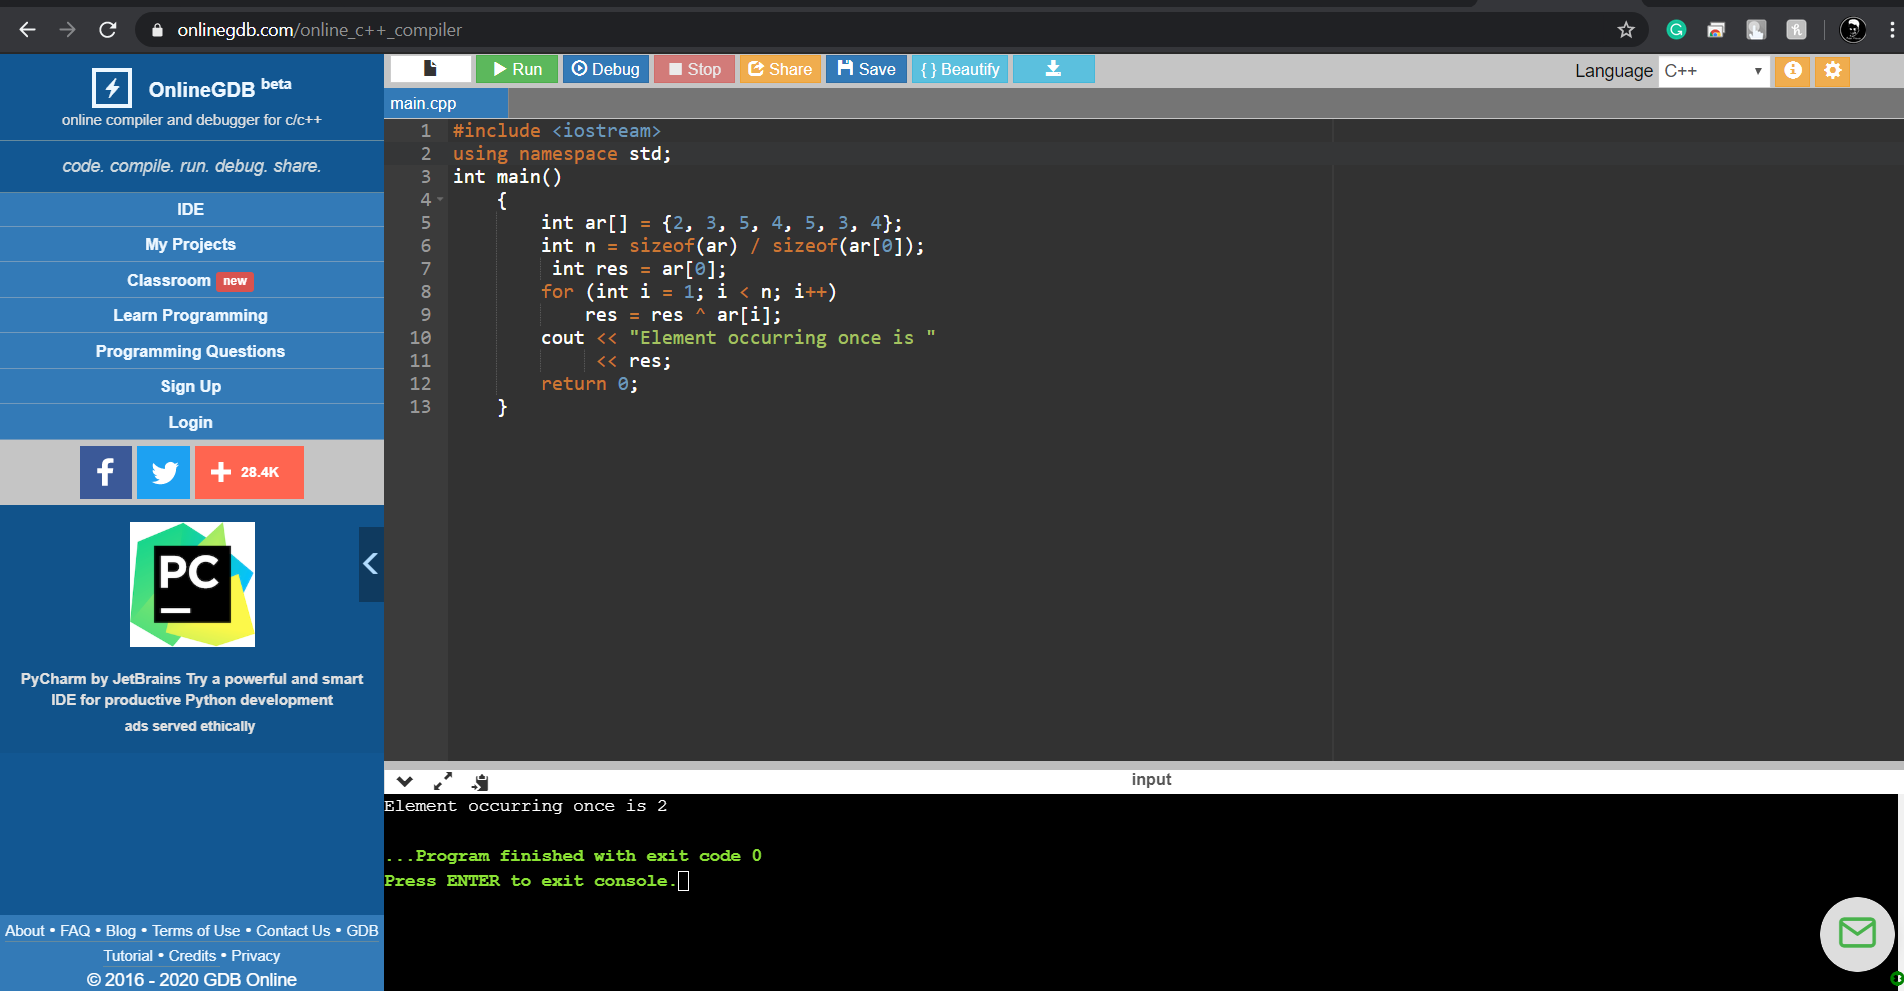 onlinegdb.com/online_c++_compiler
OnlineGDB beta
online compiler and debugger for c/c++
code. compile. run. debug. share.
IDE
My Projects
Classroom new
Learn Programming
Programming Questions
Sign Up
Login
28.4K
PC
PyCharm by JetBrains Try a powerful and smart
IDE for productive Python development
ads served ethically
About • FAQ • Blog • Terms of Use • Contact Us • GDB
Tutorial • Credits • Privacy
© 2016 - 2020 GDB Online
Run Debug Stop Share Save { } Beautify
Language C++
main.cpp
1 #include <iostream>
2 using namespace std;
3 int main()
4 {
5 int ar[] = {2, 3, 5, 4, 5, 3, 4};
6 int n = sizeof(ar) / sizeof(ar[0]);
7 int res = ar[0];
8 for (int i = 1; i < n; i++)
9 res = res ^ ar[i];
10 cout << "Element occurring once is "
11 << res;
12 return 0;
13 }
input
Element occurring once is 2
...Program finished with exit code 0
Press ENTER to exit console.